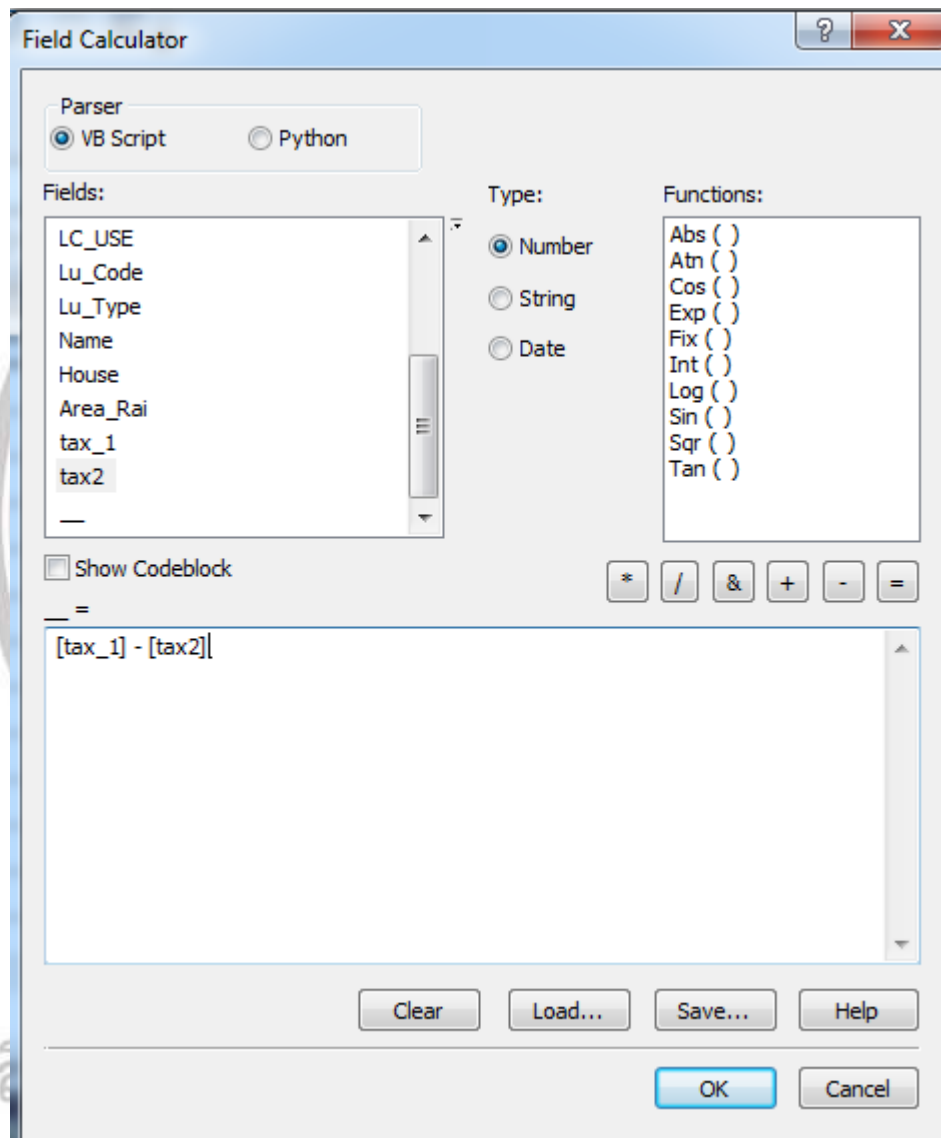 Field Calculator
Parser
VB Script Python
Fields:
LC_USE
Lu_Code
Lu_Type
Name
House
Area_Rai
tax_1
tax2
__
Type:
Number
String
Date
Functions:
Abs ( )
Atn ( )
Cos ( )
Exp ( )
Fix ( )
Int ( )
Log ( )
Sin ( )
Sqr ( )
Tan ( )
Show Codeblock
* / & + - =
__ =
[tax_1] - [tax2]
Clear Load... Save... Help
OK Cancel